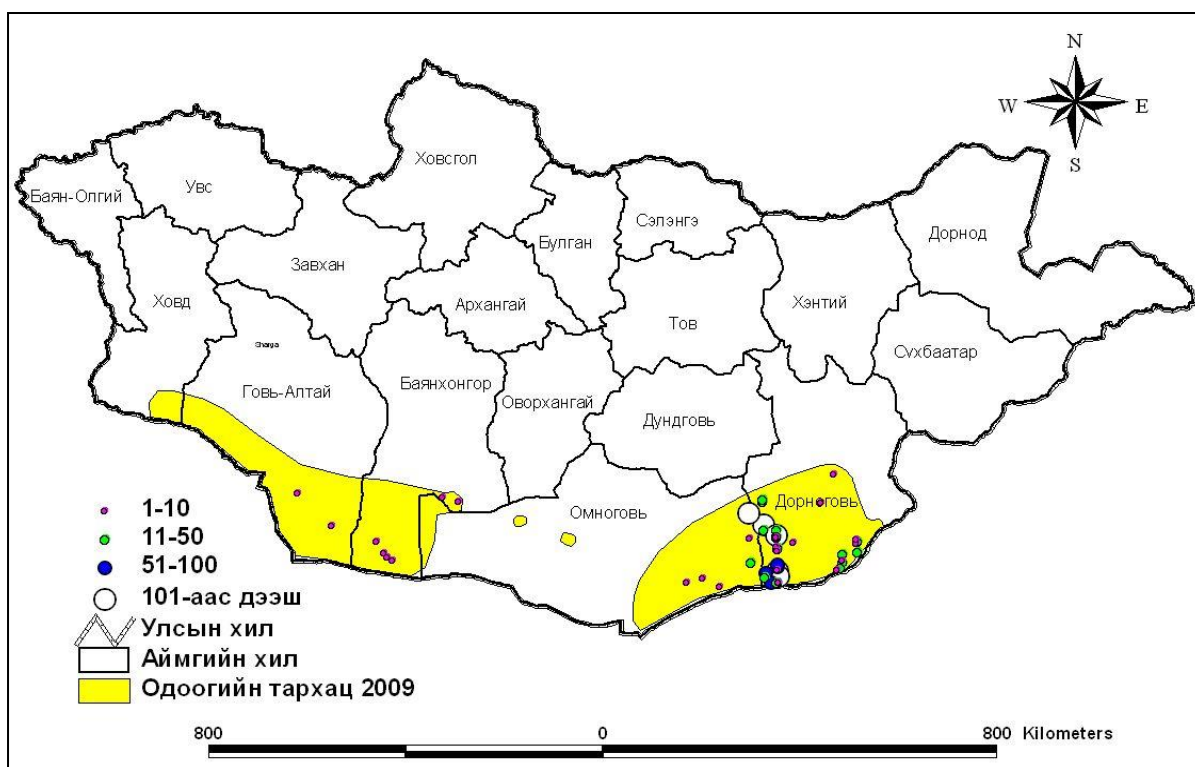 N
W E
S
Баян-Олгий
Увс
Ховсгол
Булган
Сэлэнгэ
Дорнод
Завхан
Ховд
Архангай
Тов
Хэнтий
Сухбаатар
Sharga
Говь-Алтай
Баянхонгор
Оворхангай
Дундговь
Омноговь
Дорноговь
1-10
11-50
51-100
101-аас дээш
Улсын хил
Аймгийн хил
Одоогийн тархац 2009
800 0 800 Kilometers